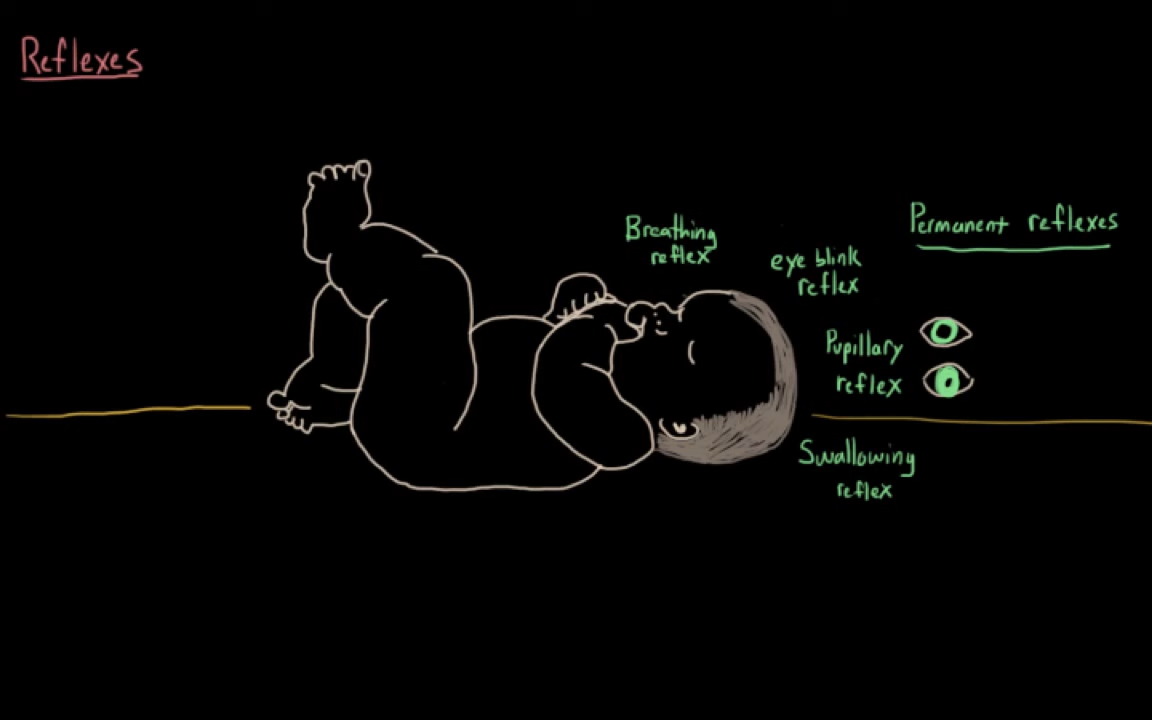 Reflexes
Permanent reflexes
Breathing
reflex
eye blink
reflex
Pupillary
reflex
Swallowing
reflex